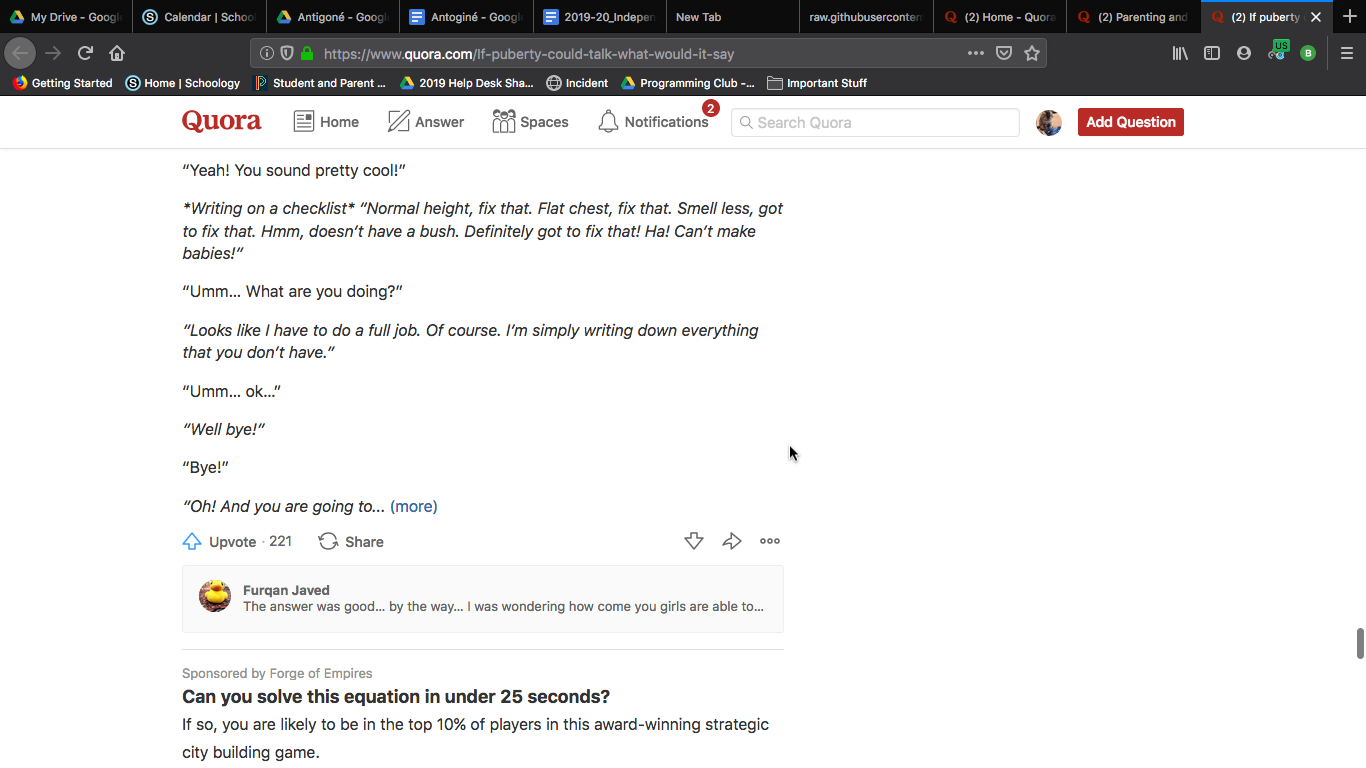 My Drive - Googl
Calendar | School
Antigoné - Googl
Antoginé - Googl
2019-20_Indepen
New Tab
raw.githubusercontent
(2) Home - Quora
(2) Parenting and
(2) If puberty
https://www.quora.com/If-puberty-could-talk-what-would-it-say
US
B
Getting Started
Home | Schoology
Student and Parent ...
2019 Help Desk Sha...
Incident
Programming Club -...
Important Stuff
Quora
Home
Answer
Spaces
Notifications
2
Search Quora
Add Question
“Yeah! You sound pretty cool!”
*Writing on a checklist* “Normal height, fix that. Flat chest, fix that. Smell less, got
to fix that. Hmm, doesn’t have a bush. Definitely got to fix that! Ha! Can’t make
babies!”
“Umm… What are you doing?”
“Looks like I have to do a full job. Of course. I’m simply writing down everything
that you don’t have.”
“Umm… ok…”
“Well bye!”
“Bye!”
“Oh! And you are going to... (more)
Upvote · 221
Share
Furqan Javed
The answer was good... by the way... I was wondering how come you girls are able to...
Sponsored by Forge of Empires
Can you solve this equation in under 25 seconds?
If so, you are likely to be in the top 10% of players in this award-winning strategic
city building game.